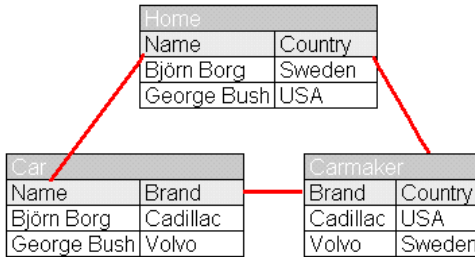 Home
Name Country
Björn Borg Sweden
George Bush USA
Car
Name Brand
Björn Borg Cadillac
George Bush Volvo
Carmaker
Brand Country
Cadillac USA
Volvo Sweden